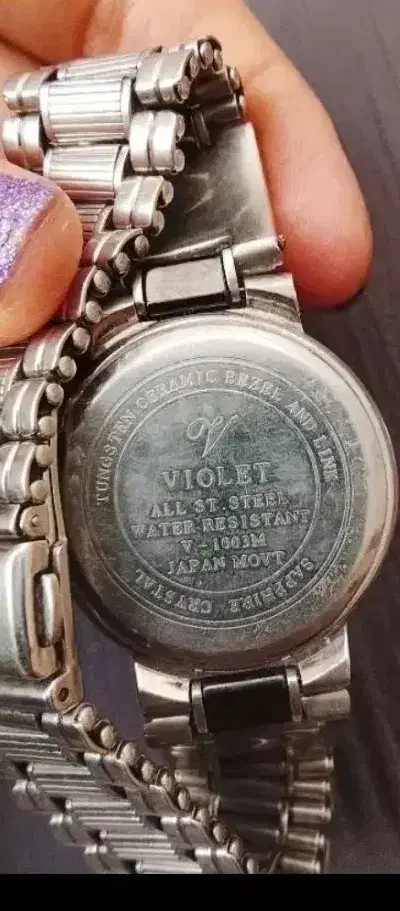 TUNGSTEN CERAMIC BEZEL AND LINK
V
VIOLET
ALL ST. STEEL
WATER RESISTANT
V-1003M
JAPAN MOVT
SAPPHIRE CRYSTAL